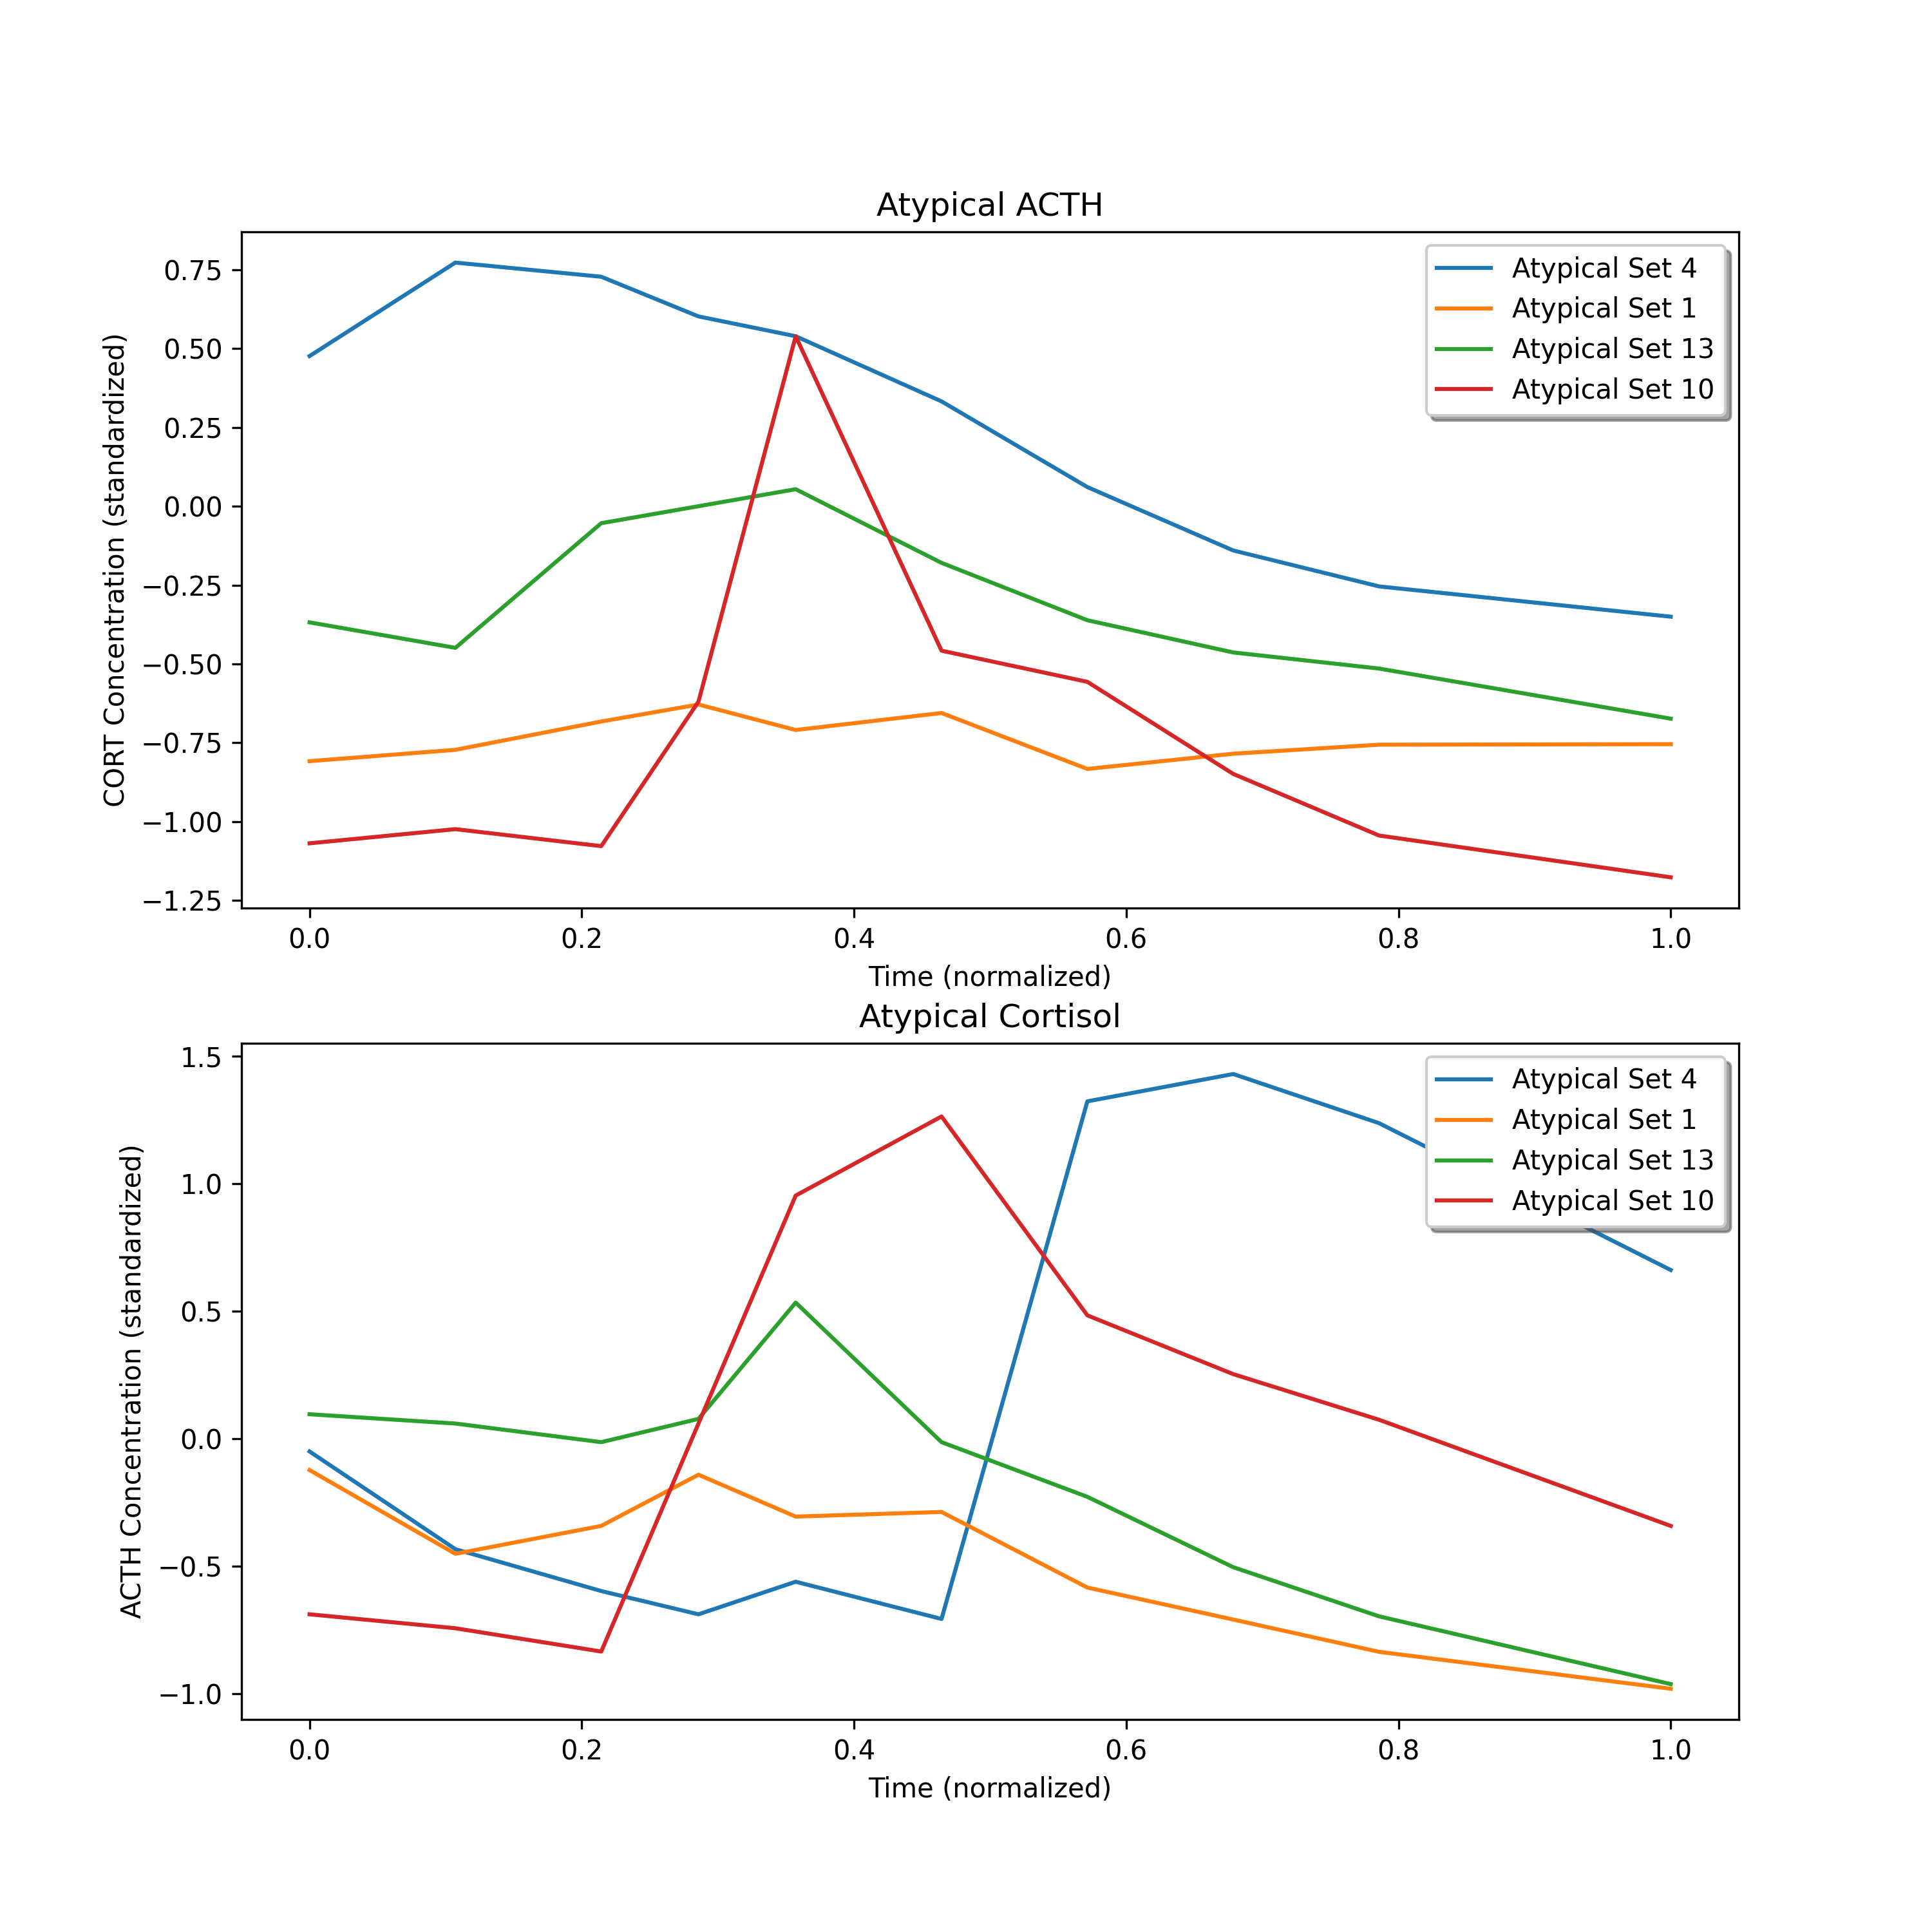 Atypical ACTH
CORT Concentration (standardized)
0.75
0.50
0.25
0.00
−0.25
−0.50
−0.75
−1.00
−1.25
Atypical Set 4
Atypical Set 1
Atypical Set 13
Atypical Set 10
0.0 0.2 0.4 0.6 0.8 1.0
Time (normalized)
Atypical Cortisol
ACTH Concentration (standardized)
1.5
1.0
0.5
0.0
−0.5
−1.0
Atypical Set 4
Atypical Set 1
Atypical Set 13
Atypical Set 10
0.0 0.2 0.4 0.6 0.8 1.0
Time (normalized)